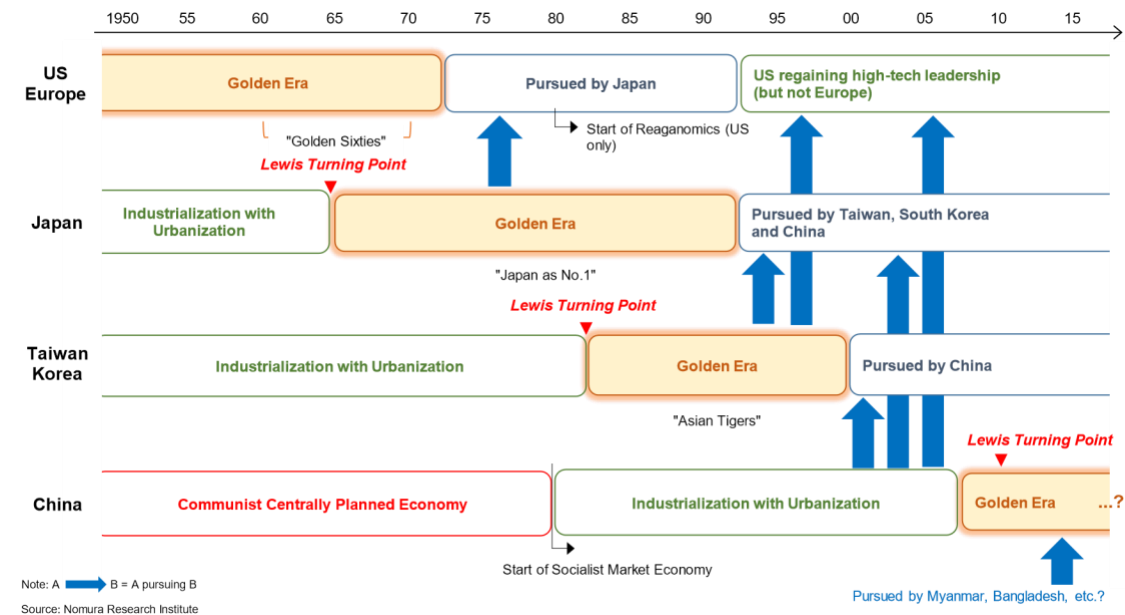 1950 55 60 65 70 75 80 85 90 95 00 05 10 15
US
Europe
Golden Era
Pursued by Japan
US regaining high-tech leadership
(but not Europe)
"Golden Sixties"
Start of Reaganomics (US
only)
Lewis Turning Point
Japan
Industrialization with
Urbanization
Golden Era
Pursued by Taiwan, South Korea
and China
"Japan as No.1"
Lewis Turning Point
Taiwan
Korea
Industrialization with Urbanization
Golden Era
Pursued by China
"Asian Tigers"
Lewis Turning Point
China
Communist Centrally Planned Economy
Industrialization with Urbanization
Golden Era ...?
Start of Socialist Market Economy
Note: A B = A pursuing B
Pursued by Myanmar, Bangladesh, etc.?
Source: Nomura Research Institute